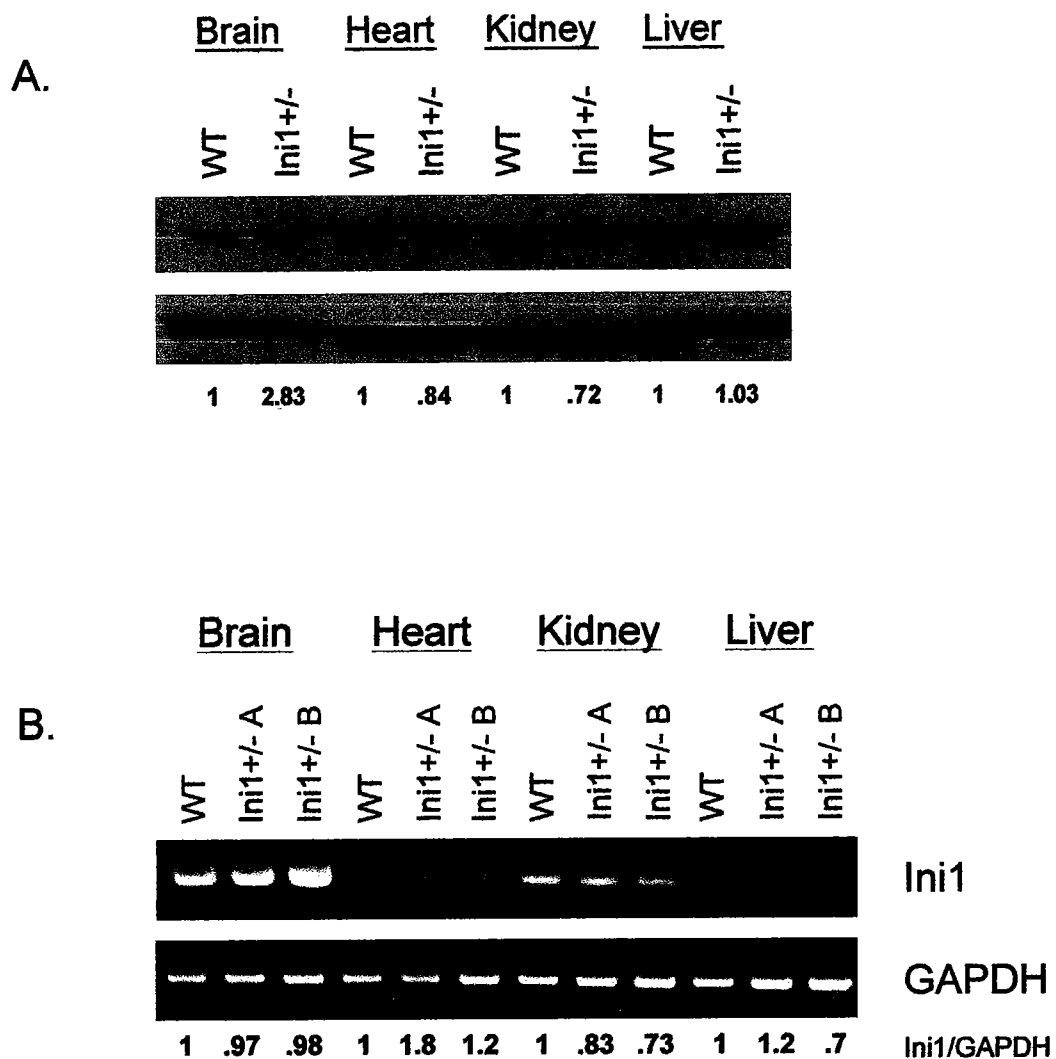 Brain Heart Kidney Liver
A.
WT Ini1+/- WT Ini1+/- WT Ini1+/- WT Ini1+/-
1 2.83 1 .84 1 .72 1 1.03
Brain Heart Kidney Liver
B.
WT Ini1+/- A Ini1+/- B WT Ini1+/- A Ini1+/- B WT Ini1+/- A Ini1+/- B WT Ini1+/- A Ini1+/- B
Ini1
GAPDH
1 .97 .98 1 1.8 1.2 1 .83 .73 1 1.2 .7 Ini1/GAPDH